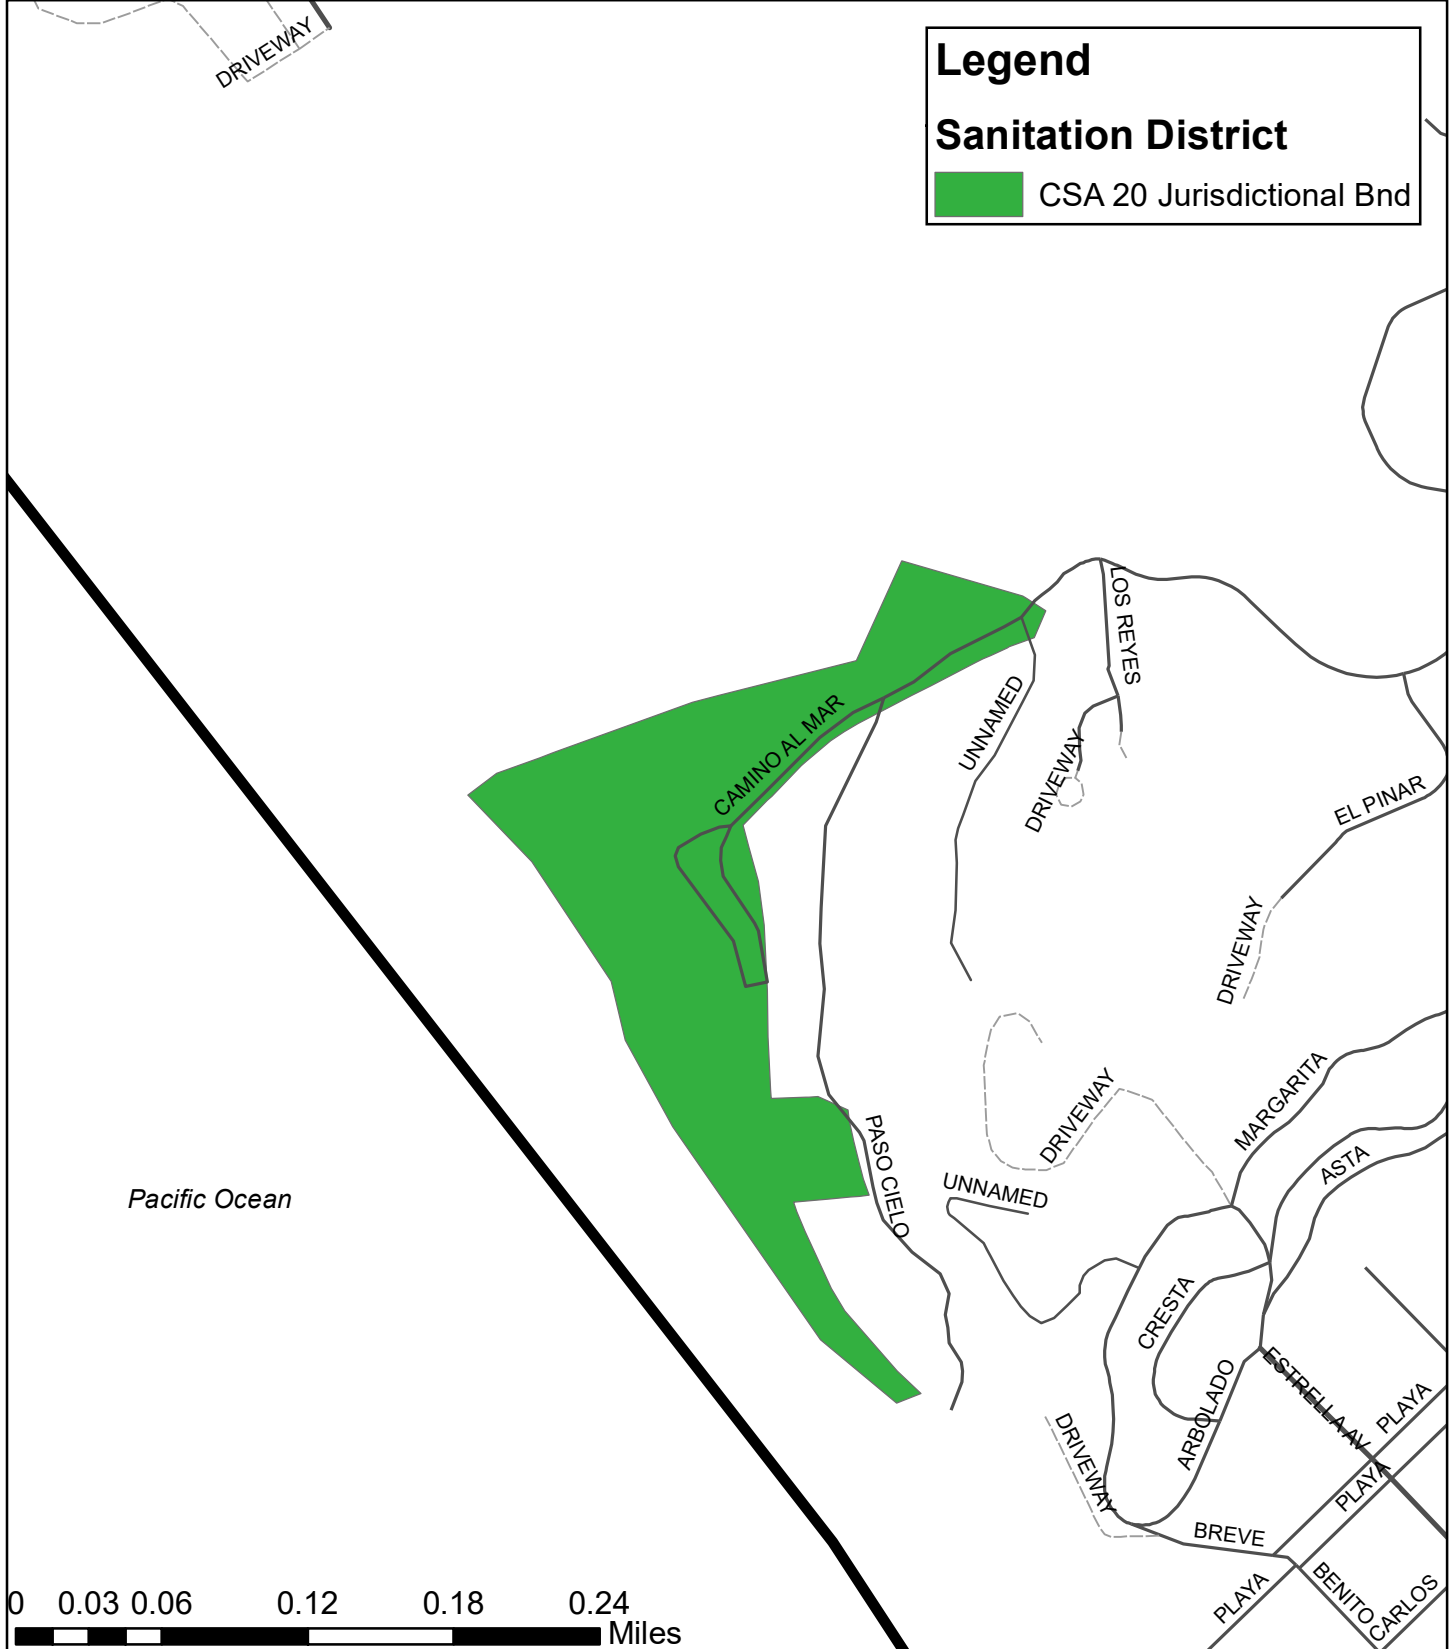 DRIVEWAY
Legend
Sanitation District
CSA 20 Jurisdictional Bnd
LOS REYES
UNNAMED
CAMINO AL MAR
DRIVEWAY
EL PINAR
DRIVEWAY
MARGARITA
DRIVEWAY
ASTA
PASO CIELO
UNNAMED
Pacific Ocean
CRESTA
ESTRELLA AV
ARBOLADO
PLAYA
DRIVEWAY
PLAYA
BREVE
BENITO
CARLOS
PLAYA
0 0.03 0.06 0.12 0.18 0.24
Miles